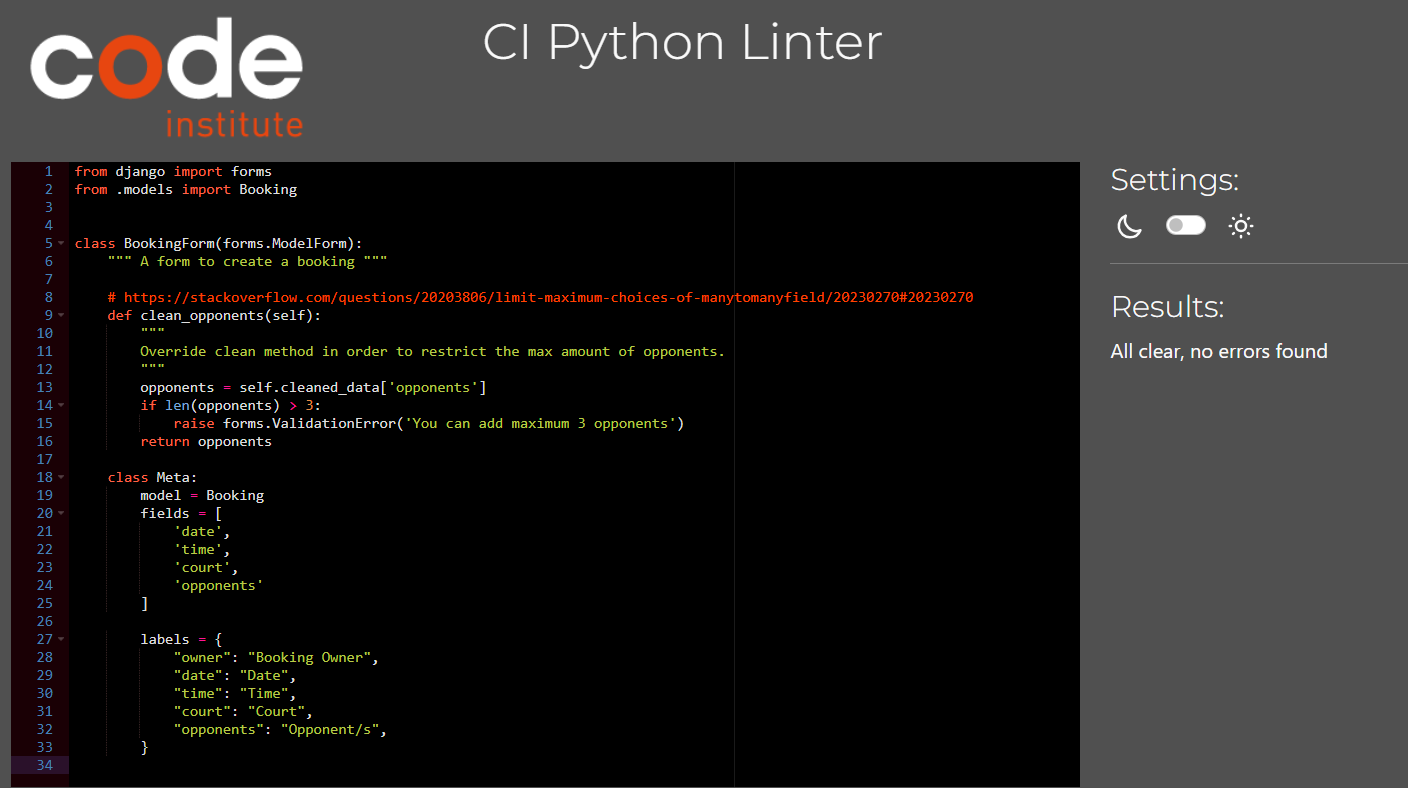 code
institute
CI Python Linter
1 from django import forms
2 from .models import Booking
3
4
5 class BookingForm(forms.ModelForm):
6     """ A form to create a booking """
7
8     # https://stackoverflow.com/questions/20203806/limit-maximum-choices-of-manytomanyfield/20230270#20230270
9     def clean_opponents(self):
10         """
11         Override clean method in order to restrict the max amount of opponents.
12         """
13         opponents = self.cleaned_data['opponents']
14         if len(opponents) > 3:
15             raise forms.ValidationError('You can add maximum 3 opponents')
16         return opponents
17
18     class Meta:
19         model = Booking
20         fields = [
21             'date',
22             'time',
23             'court',
24             'opponents'
25         ]
26
27         labels = {
28             "owner": "Booking Owner",
29             "date": "Date",
30             "time": "Time",
31             "court": "Court",
32             "opponents": "Opponent/s",
33         }
34
Settings:
Results:
All clear, no errors found